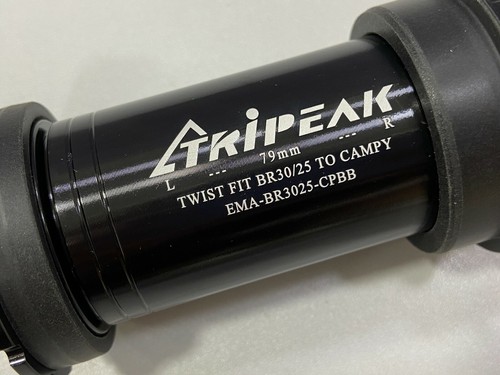 TRIPEAK
L --- 79mm --- R
TWIST FIT BR30/25 TO CAMPY
EMA-BR3025-CPBB